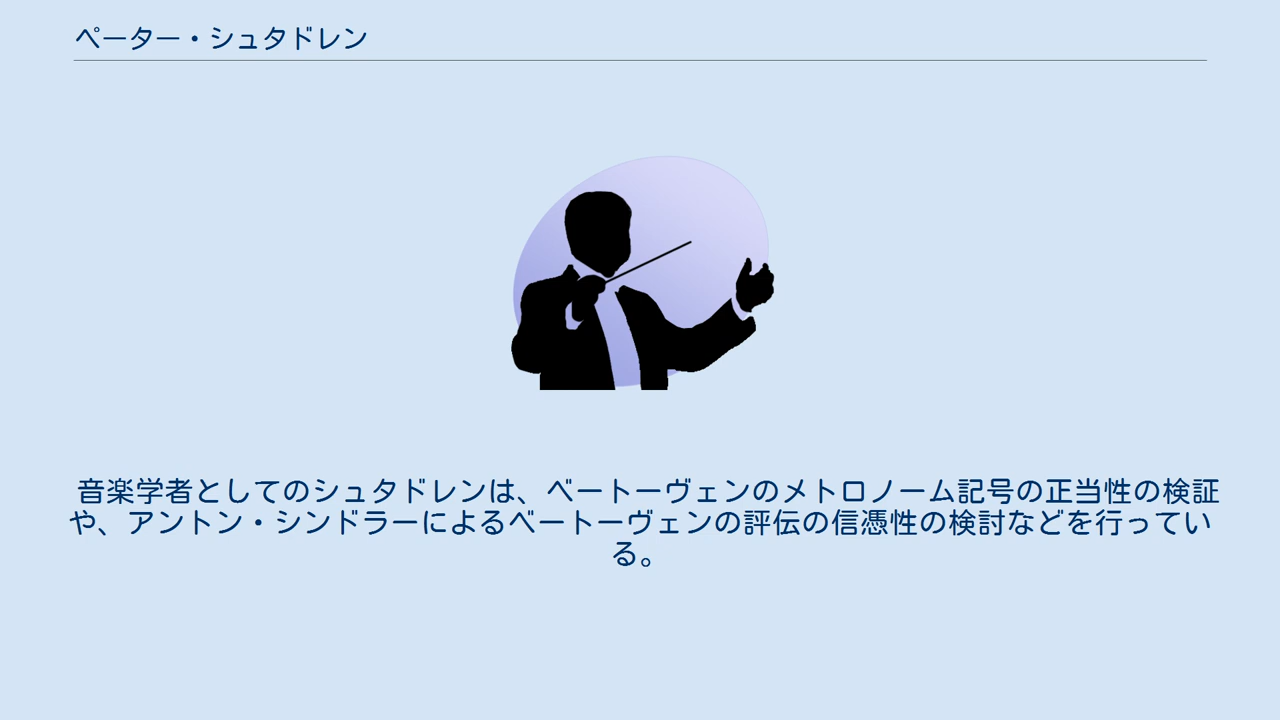 ペーター・シュタドレン
音楽学者としてのシュタドレンは、ベートーヴェンのメトロノーム記号の正当性の検証
や、アントン・シンドラーによるベートーヴェンの評伝の信憑性の検討などを行ってい
る。